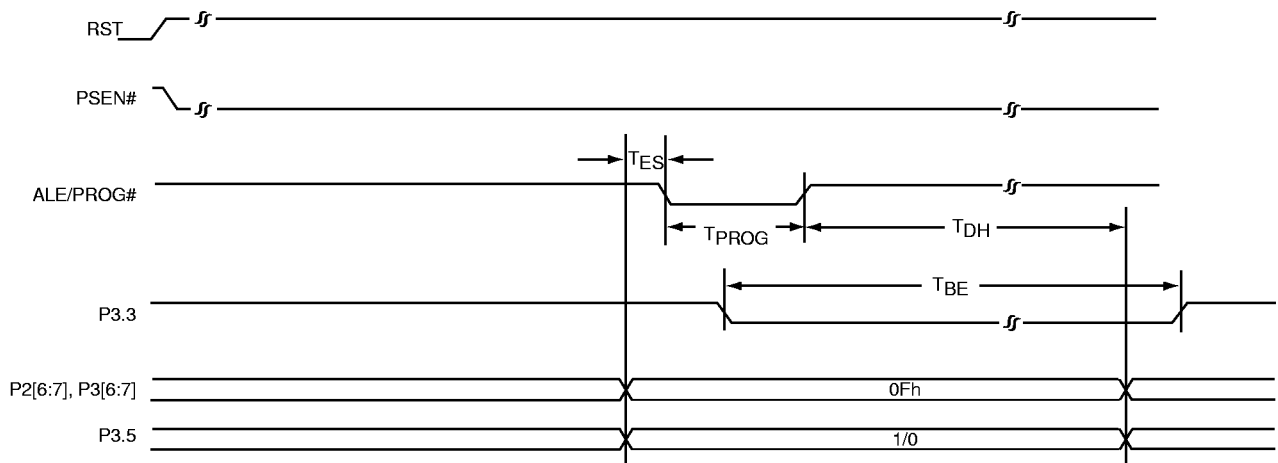 RST
PSEN#
TES
ALE/PROG#
TPROG
TDH
TBE
P3.3
P2[6:7], P3[6:7]
0Fh
P3.5
1/0